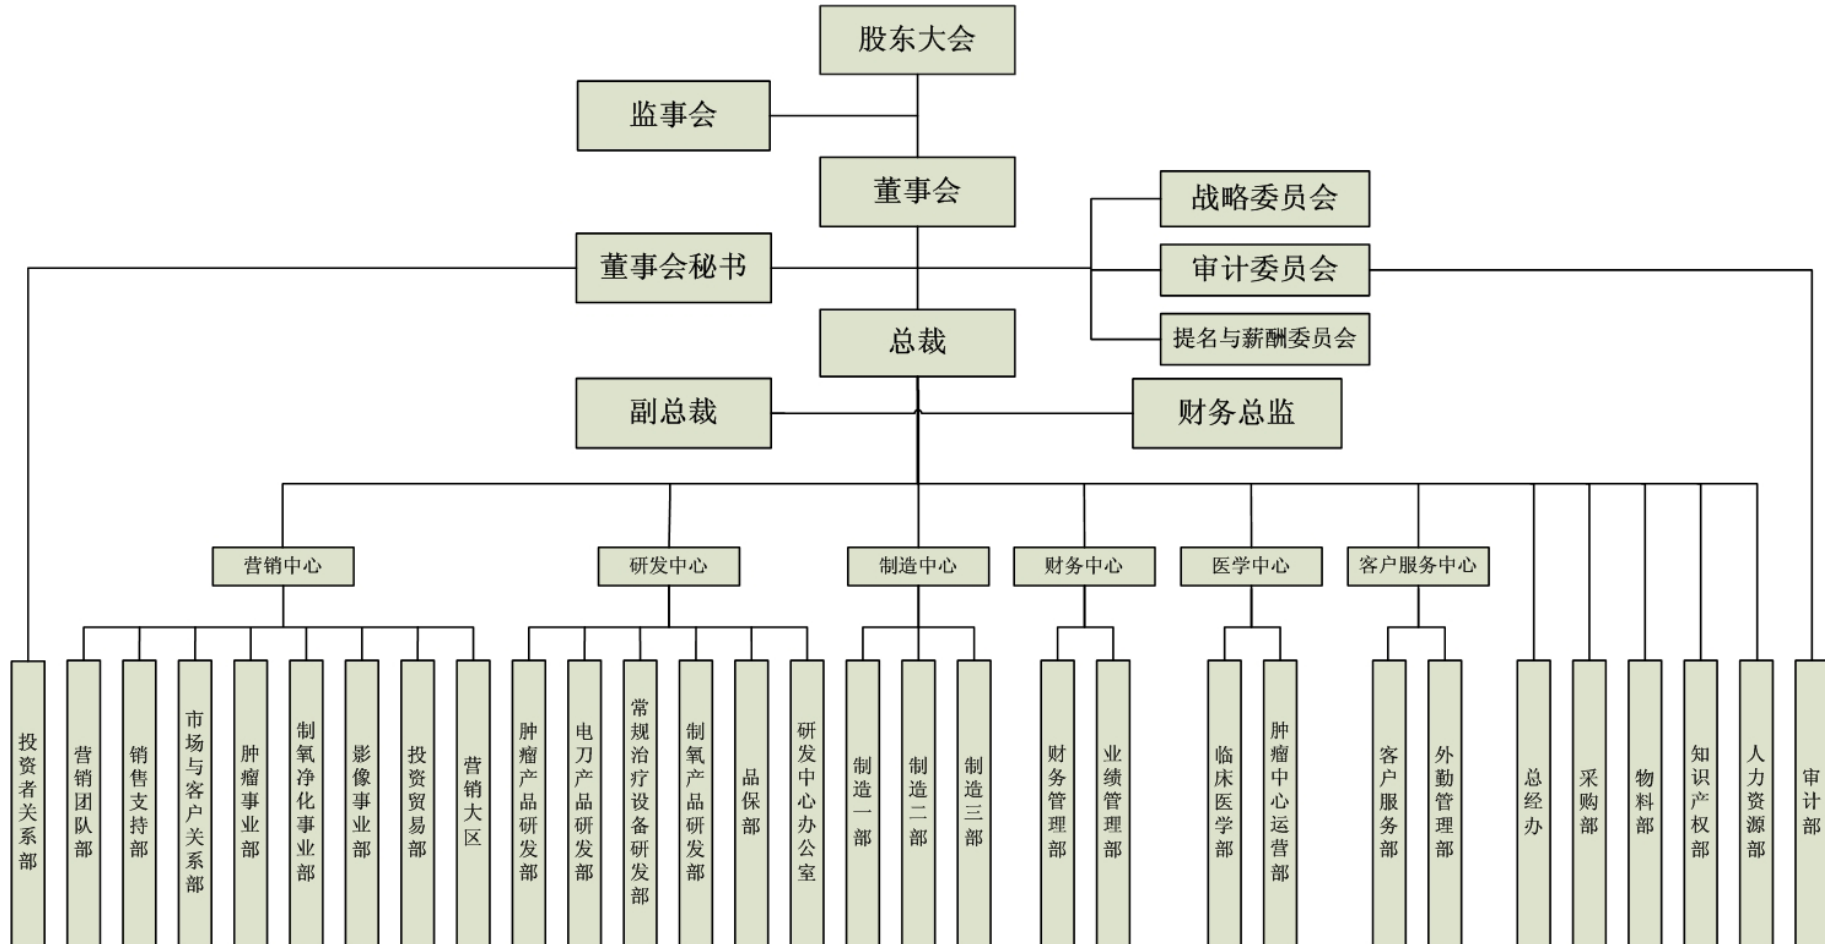 股东大会
监事会
董事会
战略委员会
董事会秘书
审计委员会
总裁
提名与薪酬委员会
副总裁
财务总监
营销中心
研发中心
制造中心
财务中心
医学中心
客户服务中心
投资者关系部
营销团队部
销售支持部
市场与客户关系部
肿瘤事业部
制氧净化事业部
影像事业部
投资贸易部
营销大区
肿瘤产品研发部
电刀产品研发部
常规治疗设备研发部
制氧产品研发部
品保部
研发中心办公室
制造一部
制造二部
制造三部
财务管理部
业绩管理部
临床医学部
肿瘤中心运营部
客户服务部
外勤管理部
总经办
采购部
物料部
知识产权部
人力资源部
审计部